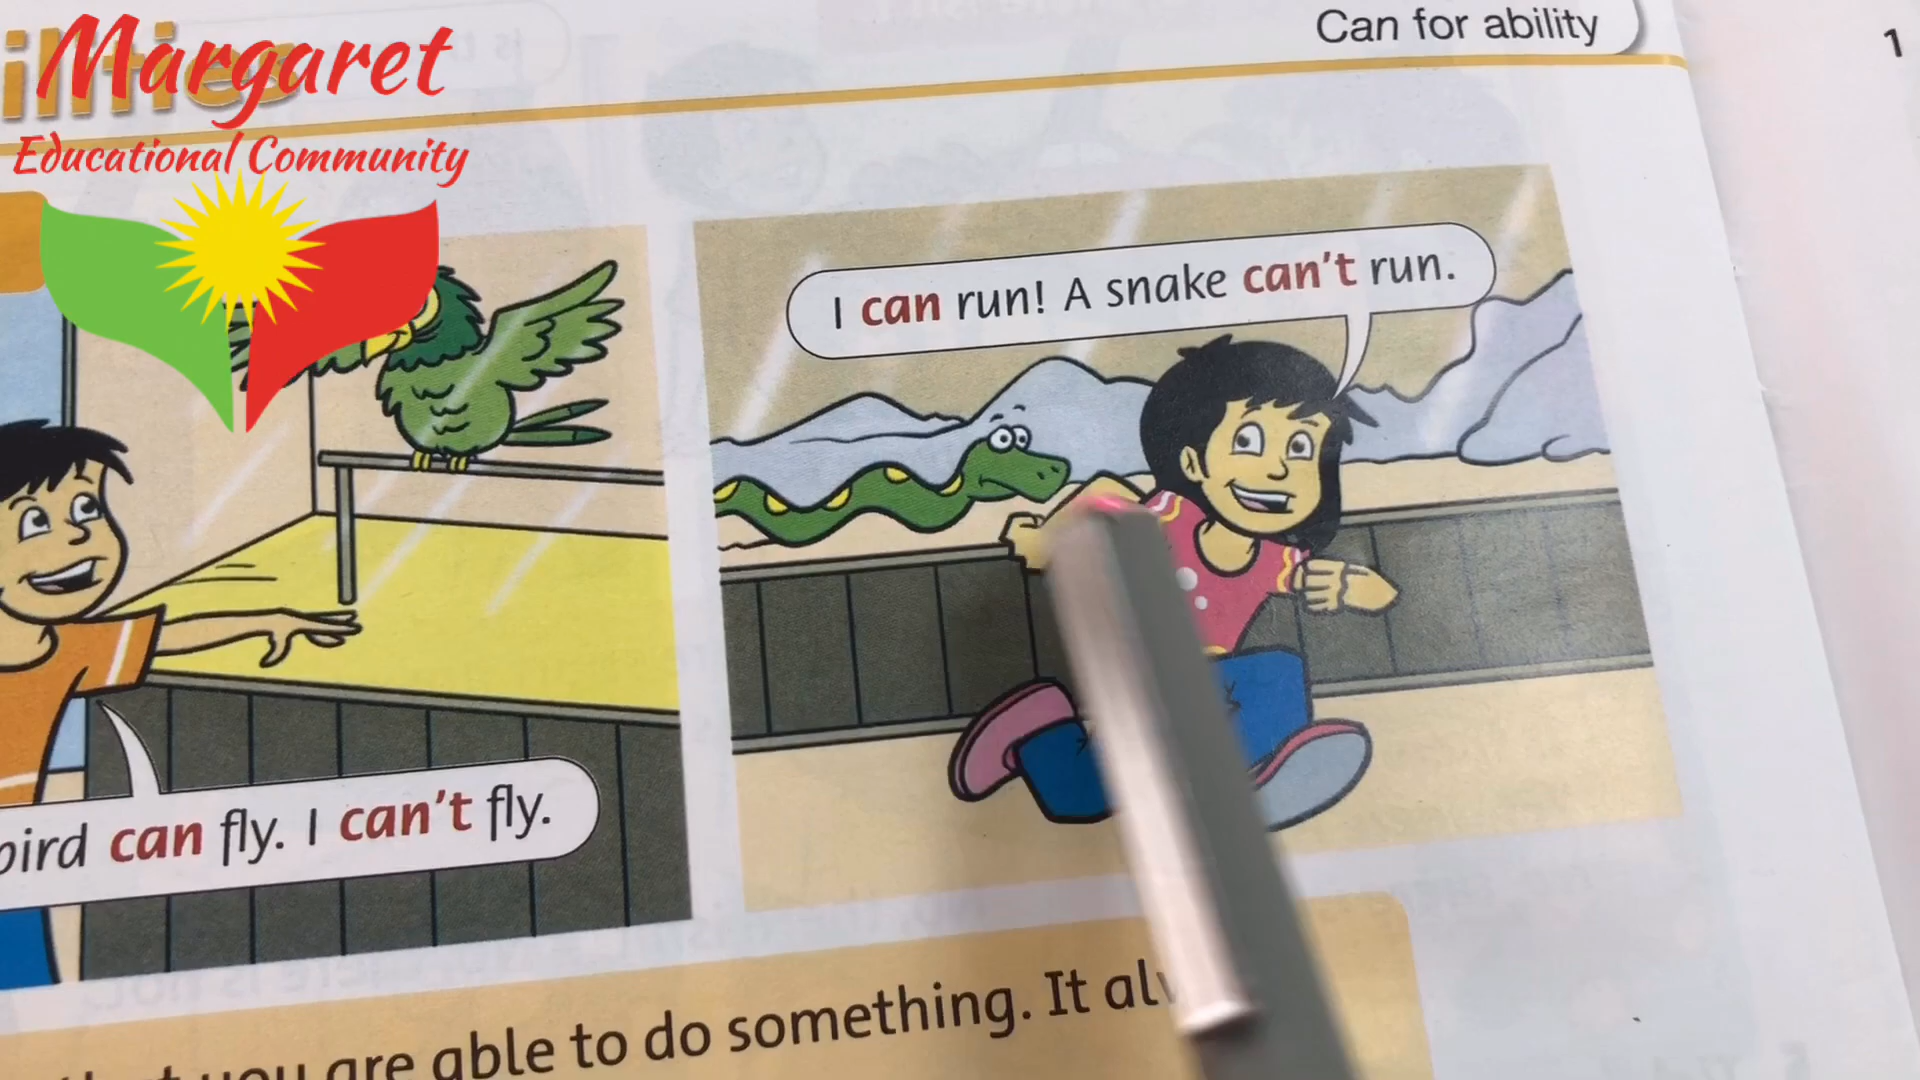 Can for ability
1
Margaret
Educational Community
I can run! A snake can't run.
bird can fly. I can't fly.
you are able to do something. It